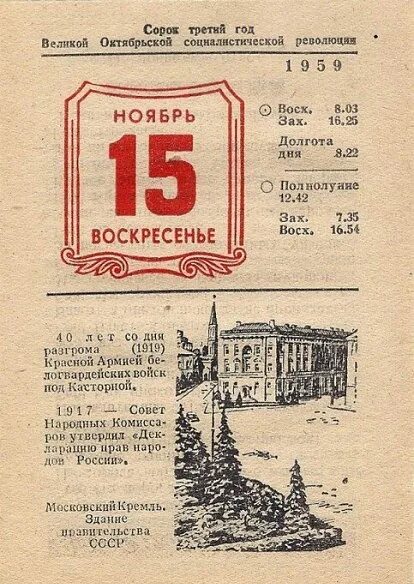 Сорок третий год
Великой Октябрьской социалистической революции
1959
НОЯБРЬ
15
ВОСКРЕСЕНЬЕ
Восх. 8.03
Зах. 16.25
Долгота
дня 8.22
Полнолуние
12.42
Зах. 7.35
Восх. 16.54
40 лет со дня
разгрома (1919)
Красной Армией бе-
логвардейских войск
под Касторной.
1917 — Совет
Народных Комисса-
ров утвердил «Дек-
ларацию прав наро-
дов России».
Московский Кремль.
Здание
правительства
СССР